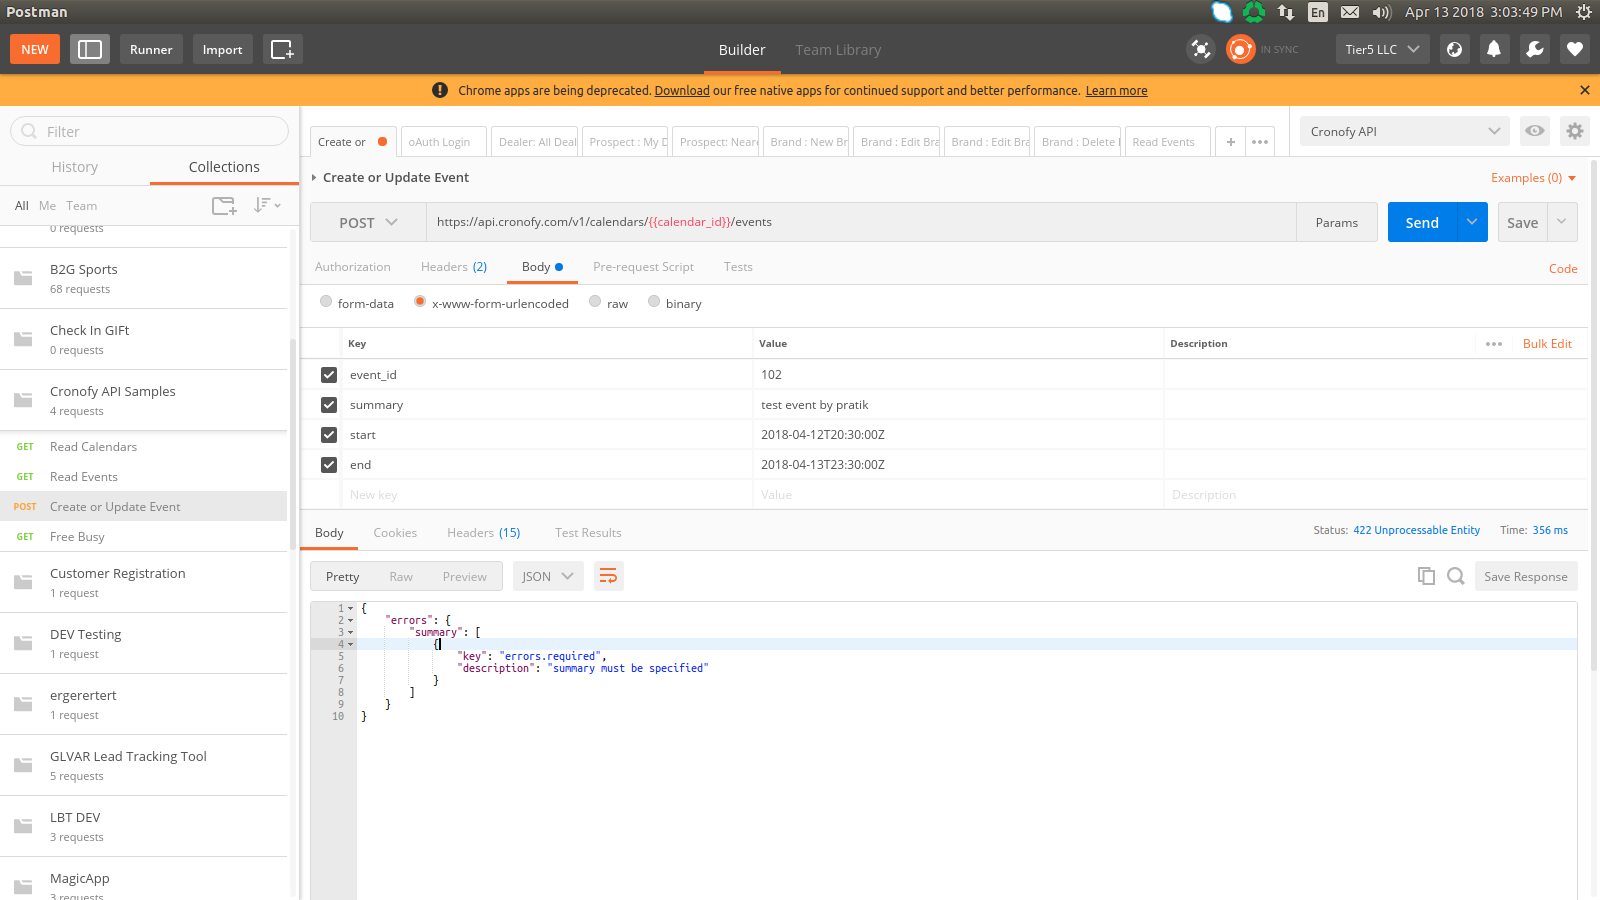 Postman
En
Apr 13 2018 3:03:49 PM
NEW
Runner
Import
Builder
Team Library
IN SYNC
Tier5 LLC
Chrome apps are being deprecated. Download our free native apps for continued support and better performance. Learn more
Filter
History
Collections
All Me Team
0 requests
B2G Sports
68 requests
Check In GIFt
0 requests
Cronofy API Samples
4 requests
GET Read Calendars
GET Read Events
POST Create or Update Event
GET Free Busy
Customer Registration
1 request
DEV Testing
1 request
ergerertert
1 request
GLVAR Lead Tracking Tool
5 requests
LBT DEV
3 requests
MagicApp
3 requests
Create or
oAuth Login
Dealer: All Deal
Prospect : My D
Prospect: Near
Brand : New Br
Brand : Edit Bra
Brand : Edit Bra
Brand : Delete
Read Events
Cronofy API
Create or Update Event
Examples (0)
POST
https://api.cronofy.com/v1/calendars/{{calendar_id}}/events
Params
Send
Save
Authorization
Headers (2)
Body
Pre-request Script
Tests
Code
form-data
x-www-form-urlencoded
raw
binary
Key Value Description
Bulk Edit
event_id 102
summary test event by pratik
start 2018-04-12T20:30:00Z
end 2018-04-13T23:30:00Z
New key Value Description
Body
Cookies
Headers (15)
Test Results
Status: 422 Unprocessable Entity Time: 356 ms
Pretty
Raw
Preview
JSON
Save Response
1 {
2 "errors": {
3 "summary": [
4 {
5 "key": "errors.required",
6 "description": "summary must be specified"
7 }
8 ]
9 }
10 }